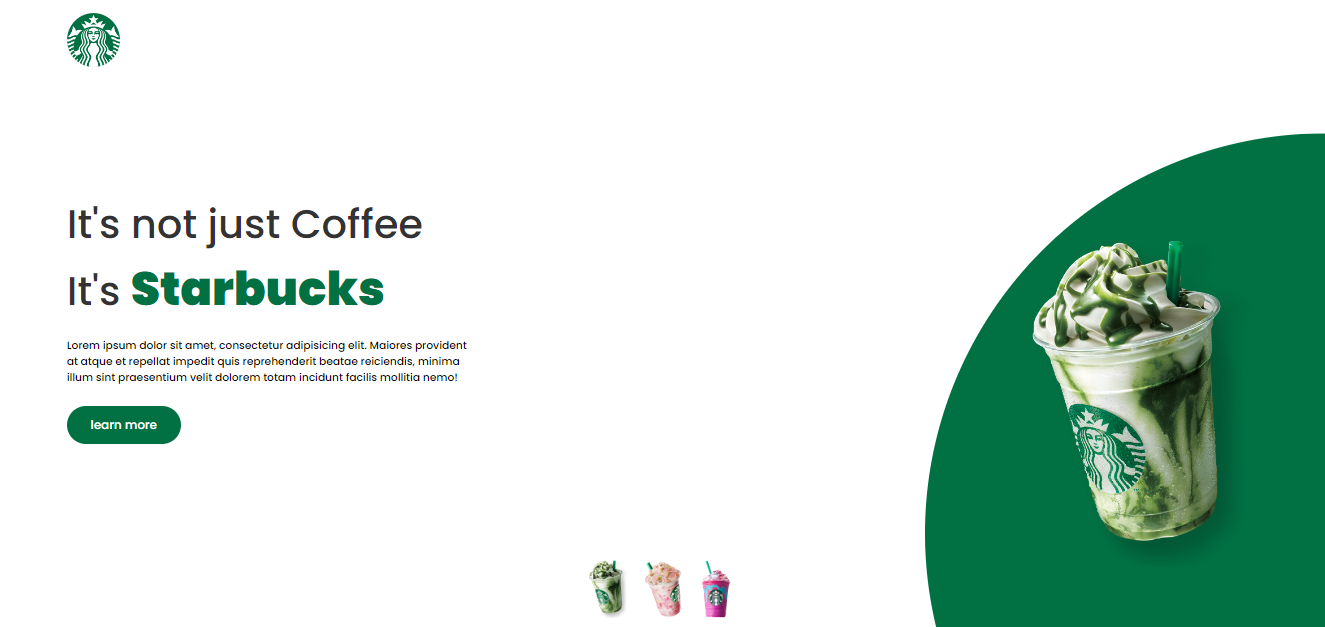 It's not just Coffee
It's Starbucks
Lorem ipsum dolor sit amet, consectetur adipisicing elit. Maiores provident
at atque et repellat impedit quis reprehenderit beatae reiciendis, minima
illum sint praesentium velit dolorem totam incidunt facilis mollitia nemo!
learn more